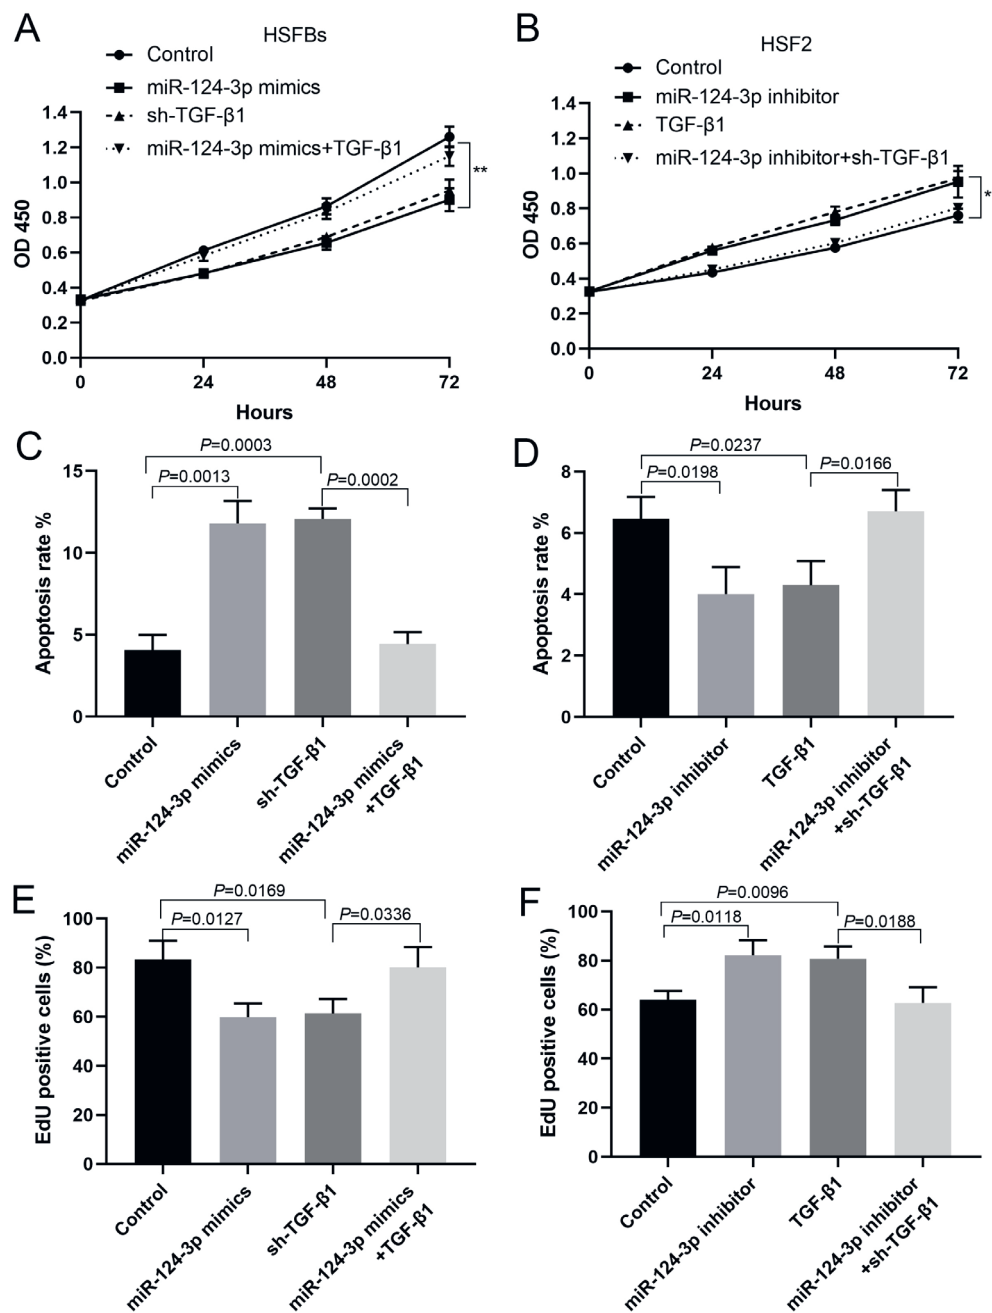 A
HSFBs
Control
miR-124-3p mimics
sh-TGF-β1
miR-124-3p mimics+TGF-β1
1.4
1.2
1.0
0.8
0.6
0.4
0.2
0.0
OD 450
**
0 24 48 72
Hours
B
HSF2
Control
miR-124-3p inhibitor
TGF-β1
miR-124-3p inhibitor+sh-TGF-β1
1.4
1.2
1.0
0.8
0.6
0.4
0.2
0.0
OD 450
*
0 24 48 72
Hours
C
P=0.0003
P=0.0013
P=0.0002
15
10
5
0
Apoptosis rate %
Control
miR-124-3p mimics
sh-TGF-β1
miR-124-3p mimics
+TGF-β1
D
P=0.0237
P=0.0198
P=0.0166
8
6
4
2
0
Apoptosis rate %
Control
miR-124-3p inhibitor
TGF-β1
miR-124-3p inhibitor
+sh-TGF-β1
E
P=0.0169
P=0.0127
P=0.0336
100
80
60
40
20
0
EdU positive cells (%)
Control
miR-124-3p mimics
sh-TGF-β1
miR-124-3p mimics
+TGF-β1
F
P=0.0096
P=0.0118
P=0.0188
100
80
60
40
20
0
EdU positive cells (%)
Control
miR-124-3p inhibitor
TGF-β1
miR-124-3p inhibitor
+sh-TGF-β1